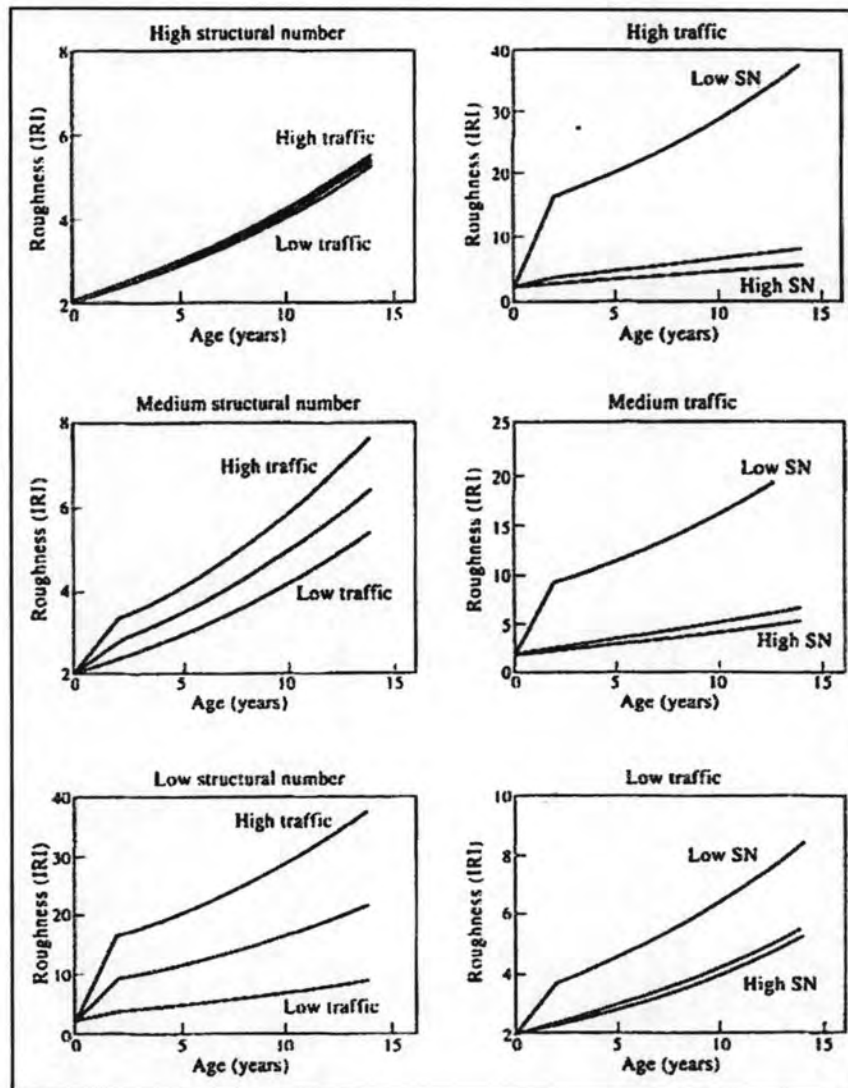 High structural number
8
6
4
2
Roughness (IRI)
High traffic
Low traffic
0 5 10 15
Age (years)
High traffic
40
30
20
10
0
Roughness (IRI)
Low SN
High SN
0 5 10 15
Age (years)
Medium structural number
8
6
4
2
Roughness (IRI)
High traffic
Low traffic
0 5 10 15
Age (years)
Medium traffic
25
20
15
10
5
0
Roughness (IRI)
Low SN
High SN
0 5 10 15
Age (years)
Low structural number
40
30
20
10
0
Roughness (IRI)
High traffic
Low traffic
0 5 10 15
Age (years)
Low traffic
10
8
6
4
2
Roughness (IRI)
Low SN
High SN
0 5 10 15
Age (years)